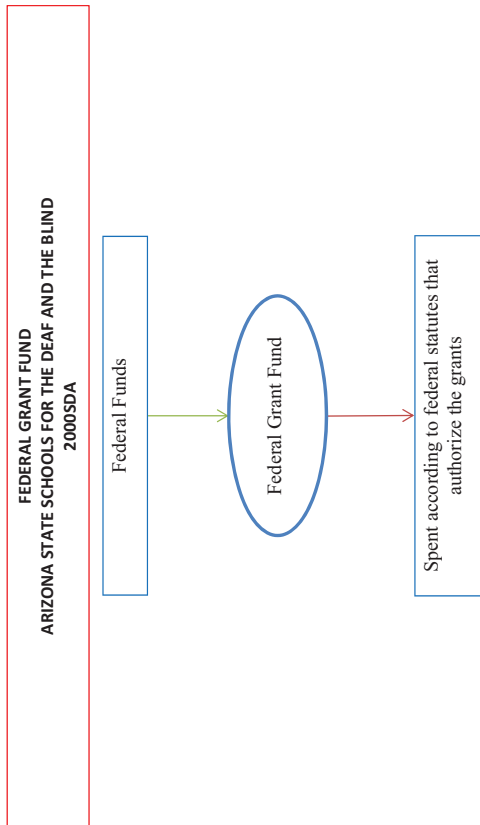 FEDERAL GRANT FUND
ARIZONA STATE SCHOOLS FOR THE DEAF AND THE BLIND
2000SDA
Federal Funds
Federal Grant Fund
Spent according to federal statutes that
authorize the grants